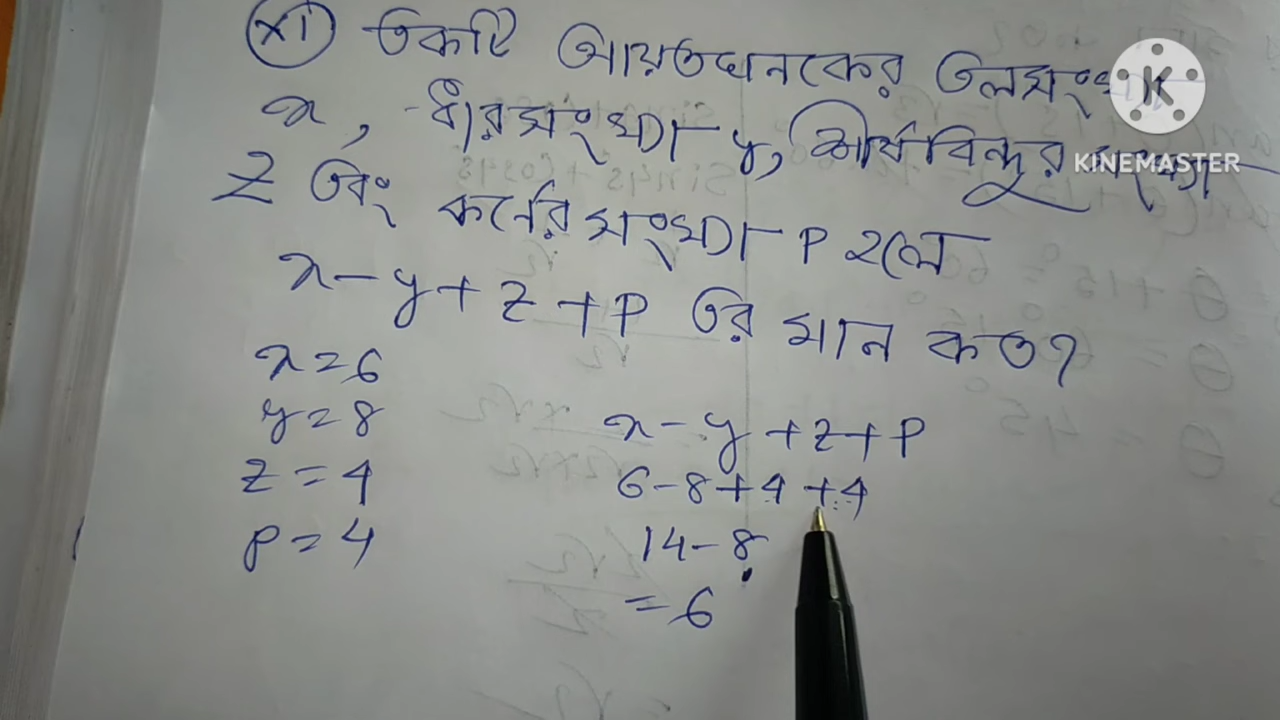 (xi) একটি আয়তঘনকের তলসংখ্যা
x, ধারসংখ্যা y, শীর্ষবিন্দুর সংখ্যা
z এবং কর্ণের সংখ্যা P হলে
x - y + z + P এর মান কত?
x = 6
y = 8
z = 4
P = 4
x - y + z + P
6 - 8 + 4 + 4
14 - 8
= 6
KINEMASTER